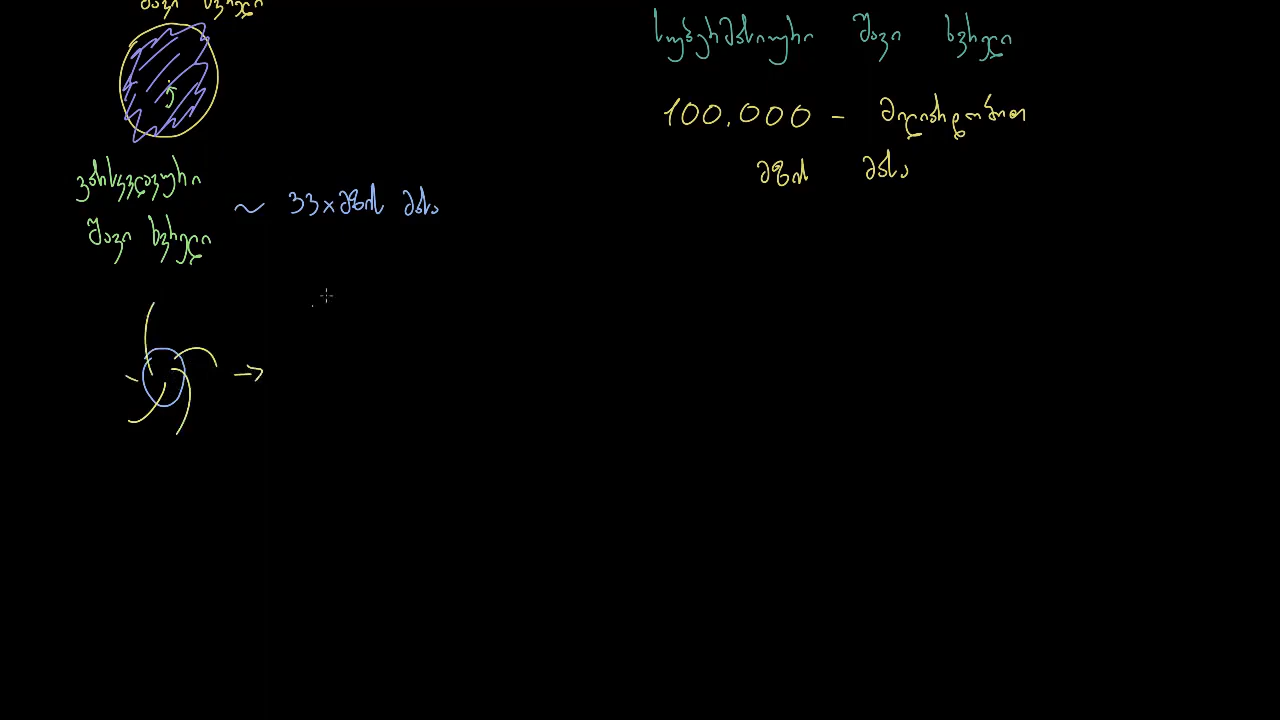 შავი ხვრელი
ვარსკვლავური
შავი ხვრელი
~ 33×მზის მასა
სუპერმასიური შავი ხვრელი
100.000 - მილიარდობით
მზის მასა